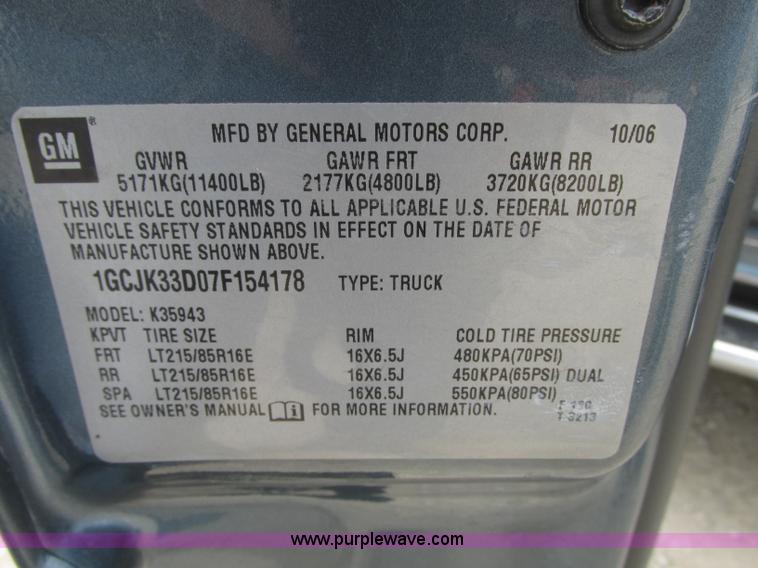 GM ®
MFD BY GENERAL MOTORS CORP. 10/06
GVWR GAWR FRT GAWR RR
5171KG(11400LB) 2177KG(4800LB) 3720KG(8200LB)
THIS VEHICLE CONFORMS TO ALL APPLICABLE U.S. FEDERAL MOTOR
VEHICLE SAFETY STANDARDS IN EFFECT ON THE DATE OF
MANUFACTURE SHOWN ABOVE.
1GCJK33D07F154178 TYPE: TRUCK
MODEL: K35943
KPVT TIRE SIZE RIM COLD TIRE PRESSURE
FRT LT215/85R16E 16X6.5J 480KPA(70PSI)
RR LT215/85R16E 16X6.5J 450KPA(65PSI) DUAL
SPA LT215/85R16E 16X6.5J 550KPA(80PSI)
SEE OWNER'S MANUAL i FOR MORE INFORMATION.
T 3213
www.purplewave.com